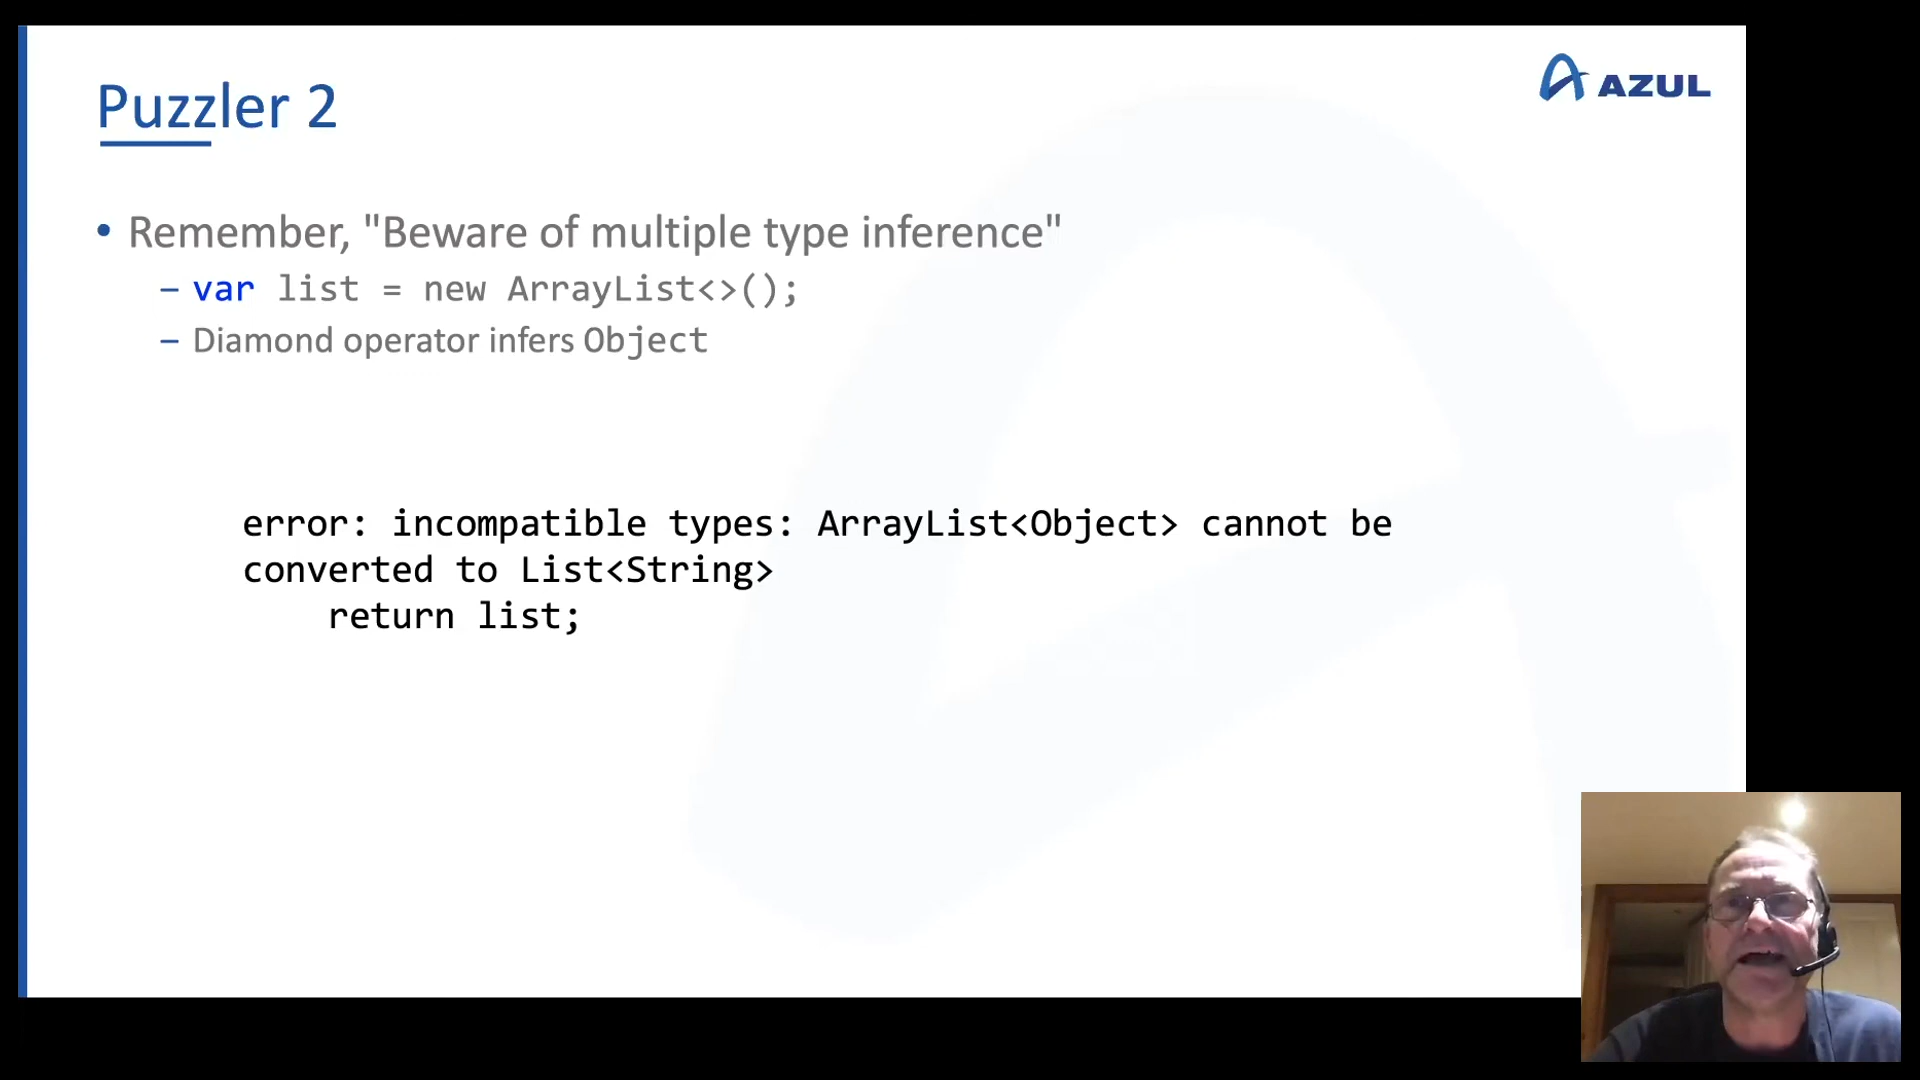 Puzzler 2
AZUL
• Remember, "Beware of multiple type inference"
– var list = new ArrayList<>();
– Diamond operator infers Object
error: incompatible types: ArrayList<Object> cannot be
converted to List<String>
return list;